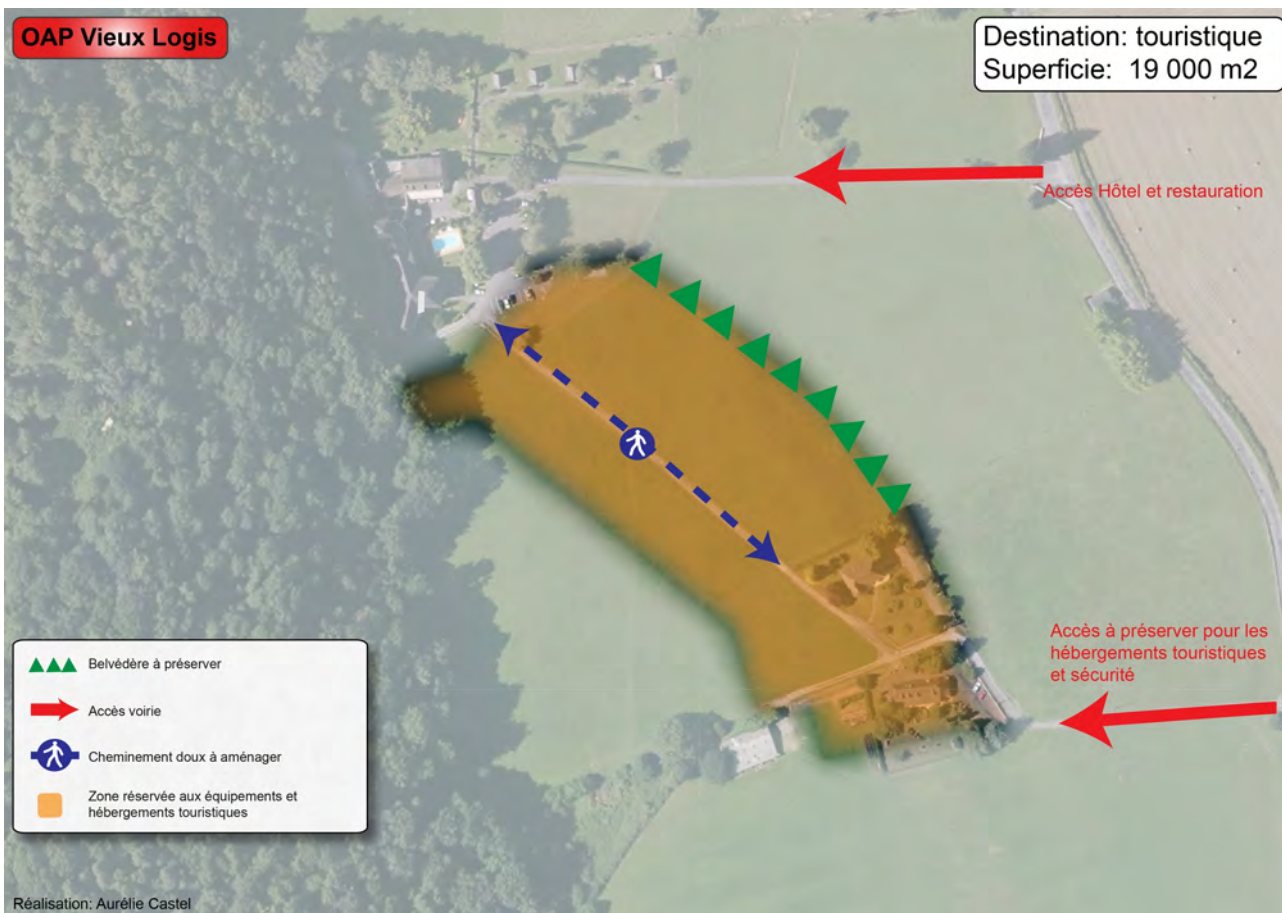 OAP Vieux Logis
Destination: touristique
Superficie: 19 000 m2
Accès Hôtel et restauration
Accès à préserver pour les
hébergements touristiques
et sécurité
Belvédère à préserver
Accès voirie
Cheminement doux à aménager
Zone réservée aux équipements et
hébergements touristiques
Réalisation: Aurélie Castel